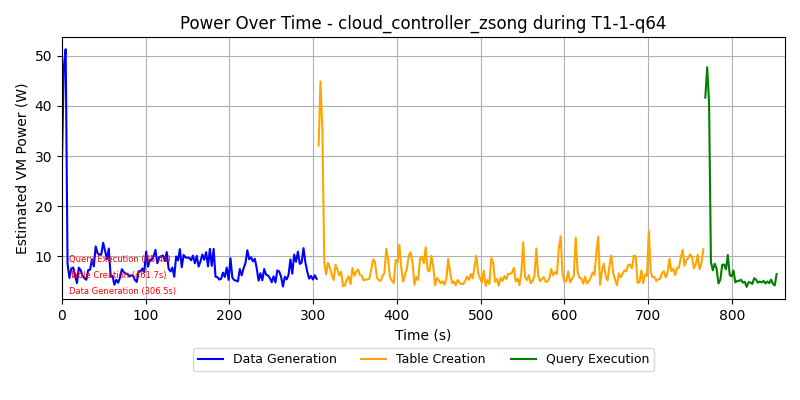 Power Over Time - cloud_controller_zsong during T1-1-q64
Estimated VM Power (W)
50
40
30
20
10
Query Execution
Table Creation (461.7s)
Data Generation (306.5s)
0 100 200 300 400 500 600 700 800
Time (s)
Data Generation Table Creation Query Execution